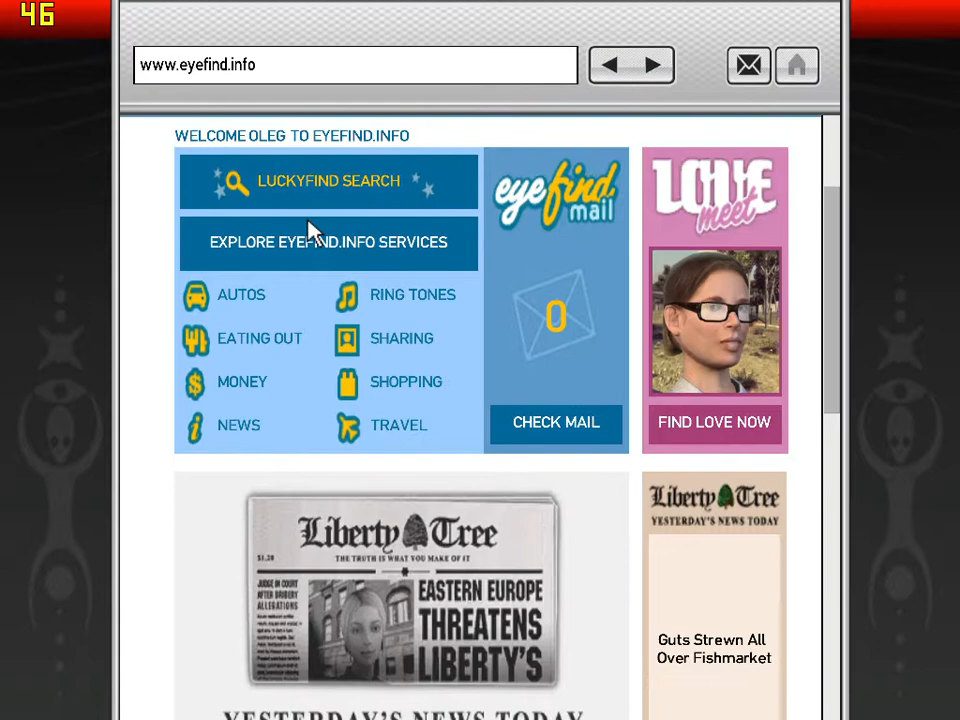 46
www.eyefind.info
WELCOME OLEG TO EYEFIND.INFO
LUCKYFIND SEARCH
EXPLORE EYEFIND.INFO SERVICES
AUTOS
RING TONES
EATING OUT
SHARING
MONEY
SHOPPING
NEWS
TRAVEL
eyefind
mail
0
CHECK MAIL
LOVE
meet
FIND LOVE NOW
Liberty Tree
THE TRUTH IS WHAT YOU MAKE OF IT
$1.20
JUDGE IN COURT
AFTER BRIBERY
ALLEGATIONS
EASTERN EUROPE
THREATENS
LIBERTY'S
YESTERDAY'S NEWS TODAY
Liberty Tree
YESTERDAY'S NEWS TODAY
Guts Strewn All
Over Fishmarket